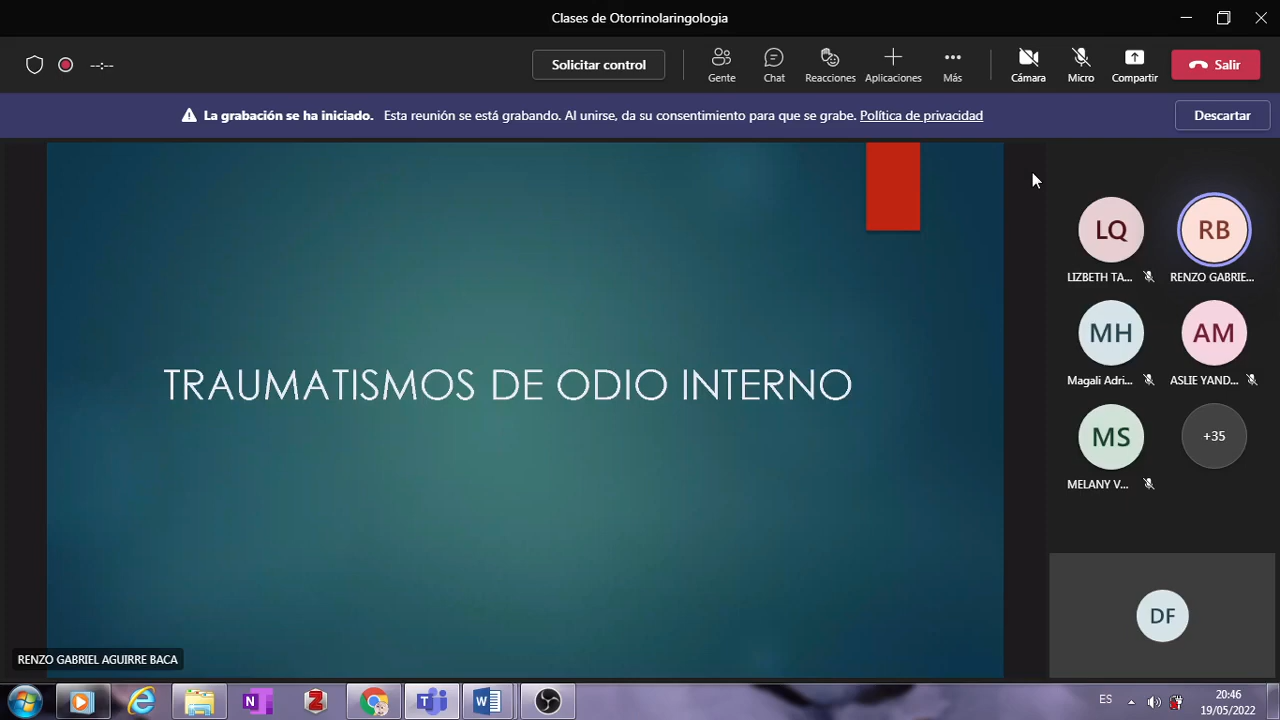 Clases de Otorrinolaringologia
--:--
Solicitar control
Gente
Chat
Reacciones
Aplicaciones
Más
Cámara
Micro
Compartir
Salir
La grabación se ha iniciado. Esta reunión se está grabando. Al unirse, da su consentimiento para que se grabe. Política de privacidad
Descartar
TRAUMATISMOS DE ODIO INTERNO
LQ
RB
LIZBETH TA...
RENZO GABRIE...
MH
AM
Magali Adri...
ASLIE YAND...
MS
+35
MELANY V...
DF
RENZO GABRIEL AGUIRRE BACA
ES
20:46
19/05/2022